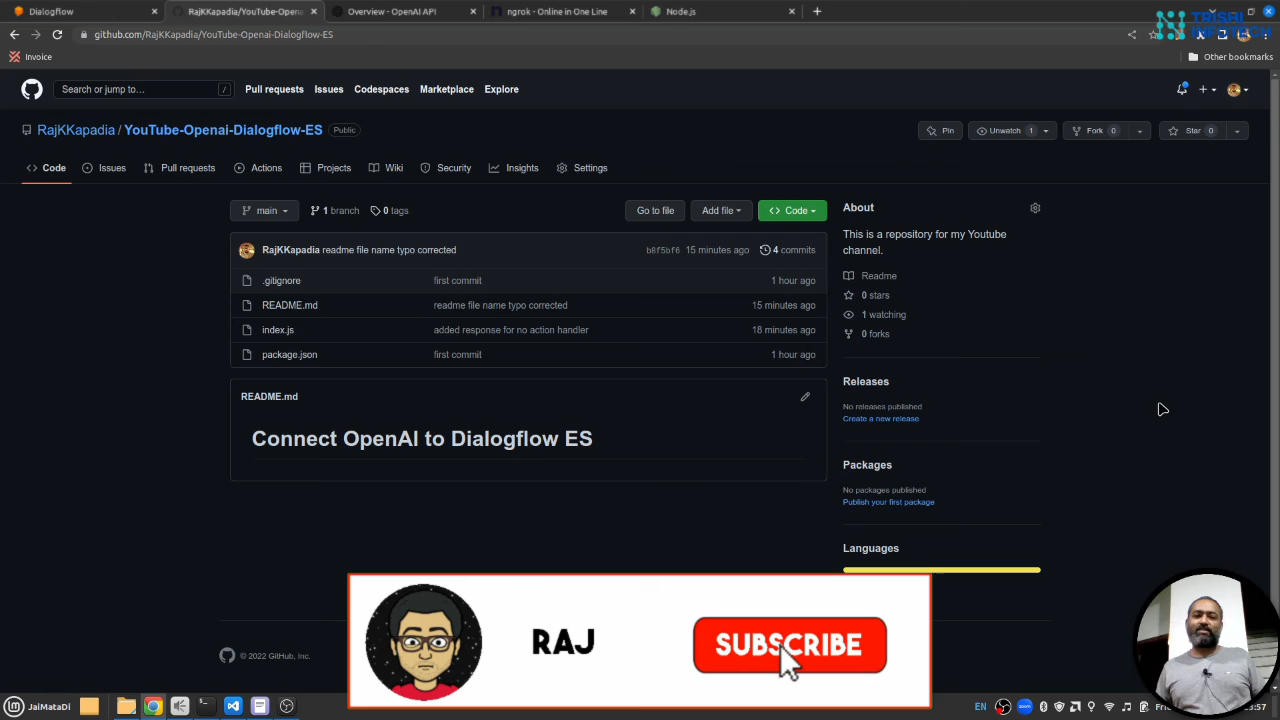 Dialogflow
RajKKapadia/YouTube-Opena
Overview - OpenAI API
ngrok - Online in One Line
Node.js
github.com/RajKKapadia/YouTube-Openai-Dialogflow-ES
TRISHI
INFOTECH
Invoice
Other bookmarks
Search or jump to…
/
Pull requests
Issues
Codespaces
Marketplace
Explore
RajKKapadia / YouTube-Openai-Dialogflow-ES
Public
Pin
Unwatch 1
Fork 0
Star 0
Code
Issues
Pull requests
Actions
Projects
Wiki
Security
Insights
Settings
main
1 branch
0 tags
Go to file
Add file
Code
RajKKapadia readme file name typo corrected
b8f5bf6 15 minutes ago
4 commits
.gitignore first commit 1 hour ago
README.md readme file name typo corrected 15 minutes ago
index.js added response for no action handler 18 minutes ago
package.json first commit 1 hour ago
README.md
Connect OpenAI to Dialogflow ES
About
This is a repository for my Youtube
channel.
Readme
0 stars
1 watching
0 forks
Releases
No releases published
Create a new release
Packages
No packages published
Publish your first package
Languages
© 2022 GitHub, Inc.
RAJ
SUBSCRIBE
JaiMataDi
EN
zoom
:57